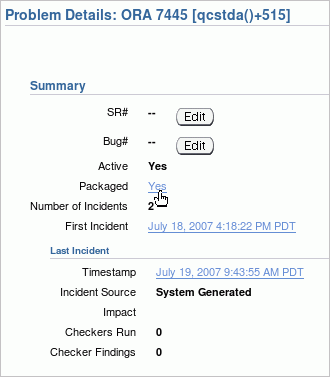 Problem Details: ORA 7445 [qcstda()+515]
Summary
SR# -- Edit
Bug# -- Edit
Active Yes
Packaged Yes
Number of Incidents 2
First Incident July 18, 2007 4:18:22 PM PDT
Last Incident
Timestamp July 19, 2007 9:43:55 AM PDT
Incident Source System Generated
Impact
Checkers Run 0
Checker Findings 0